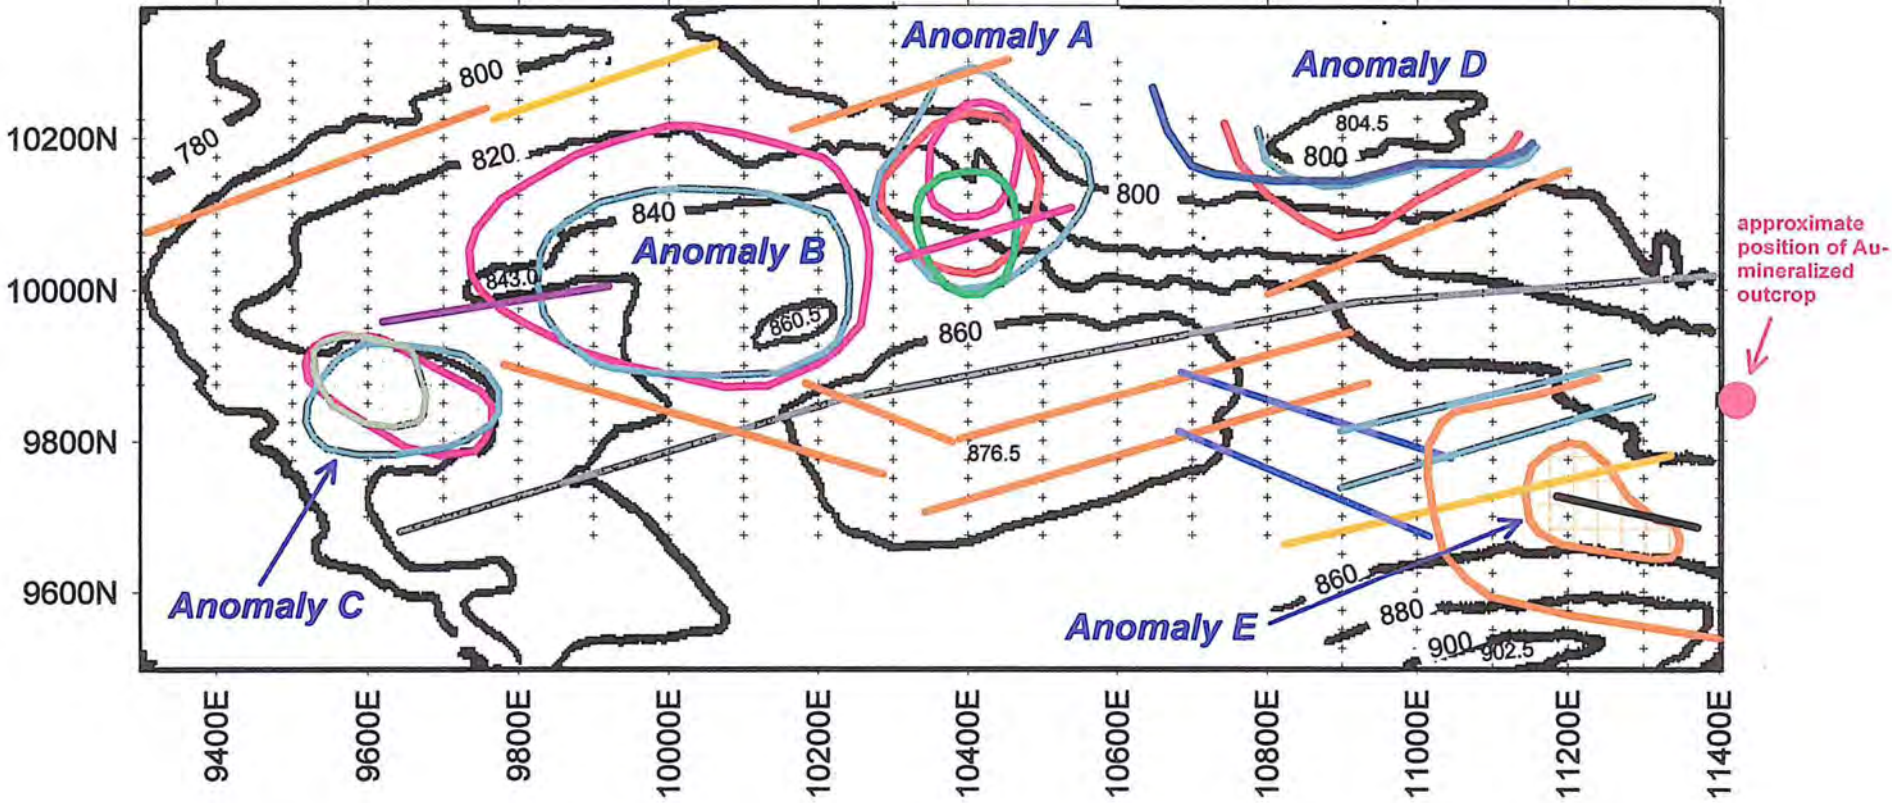 Anomaly A
Anomaly D
800
804.5
10200N
780
820
800
800
approximate
position of Au-
mineralized
outcrop
840
Anomaly B
843.0
10000N
860.5
860
9800N
876.5
860
9600N
Anomaly C
Anomaly E
880
900
902.5
9400E
9600E
9800E
10000E
10200E
10400E
10600E
10800E
11000E
11200E
11400E